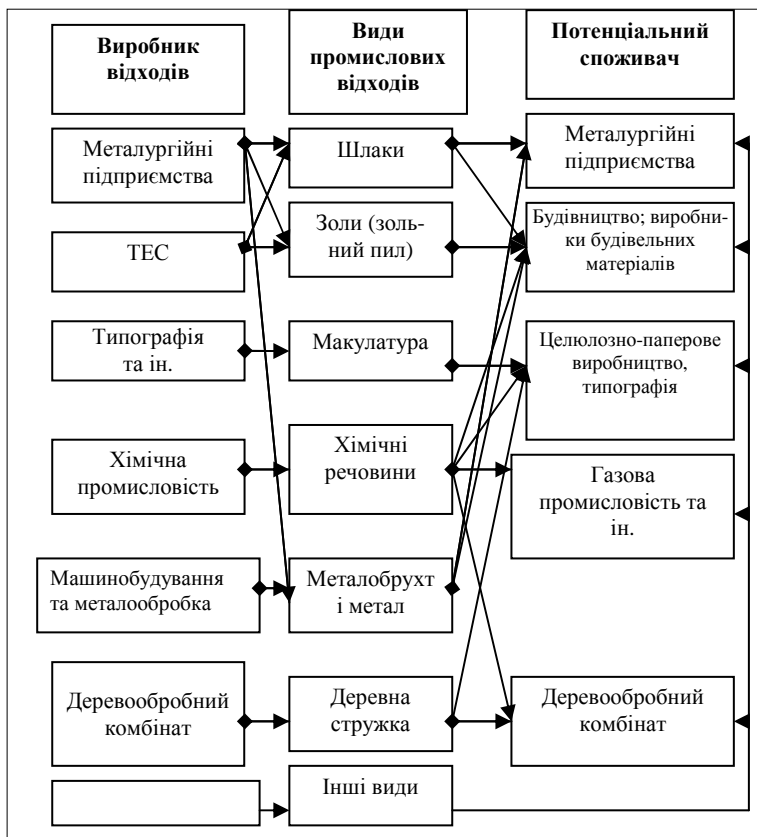 Виробник
відходів
Види
промислових
відходів
Потенціальний
споживач
Металургійні
підприємства
Шлаки
Металургійні
підприємства
ТЕС
Золи (золь-
ний пил)
Будівництво; виробни-
ки будівельних
матеріалів
Типографія
та ін.
Макулатура
Целюлозно-паперове
виробництво,
типографія
Хімічна
промисловість
Хімічні
речовини
Газова
промисловість та
ін.
Машинобудування
та металообробка
Металобрухт
і метал
Деревообробний
комбінат
Деревна
стружка
Деревообробний
комбінат
Інші види